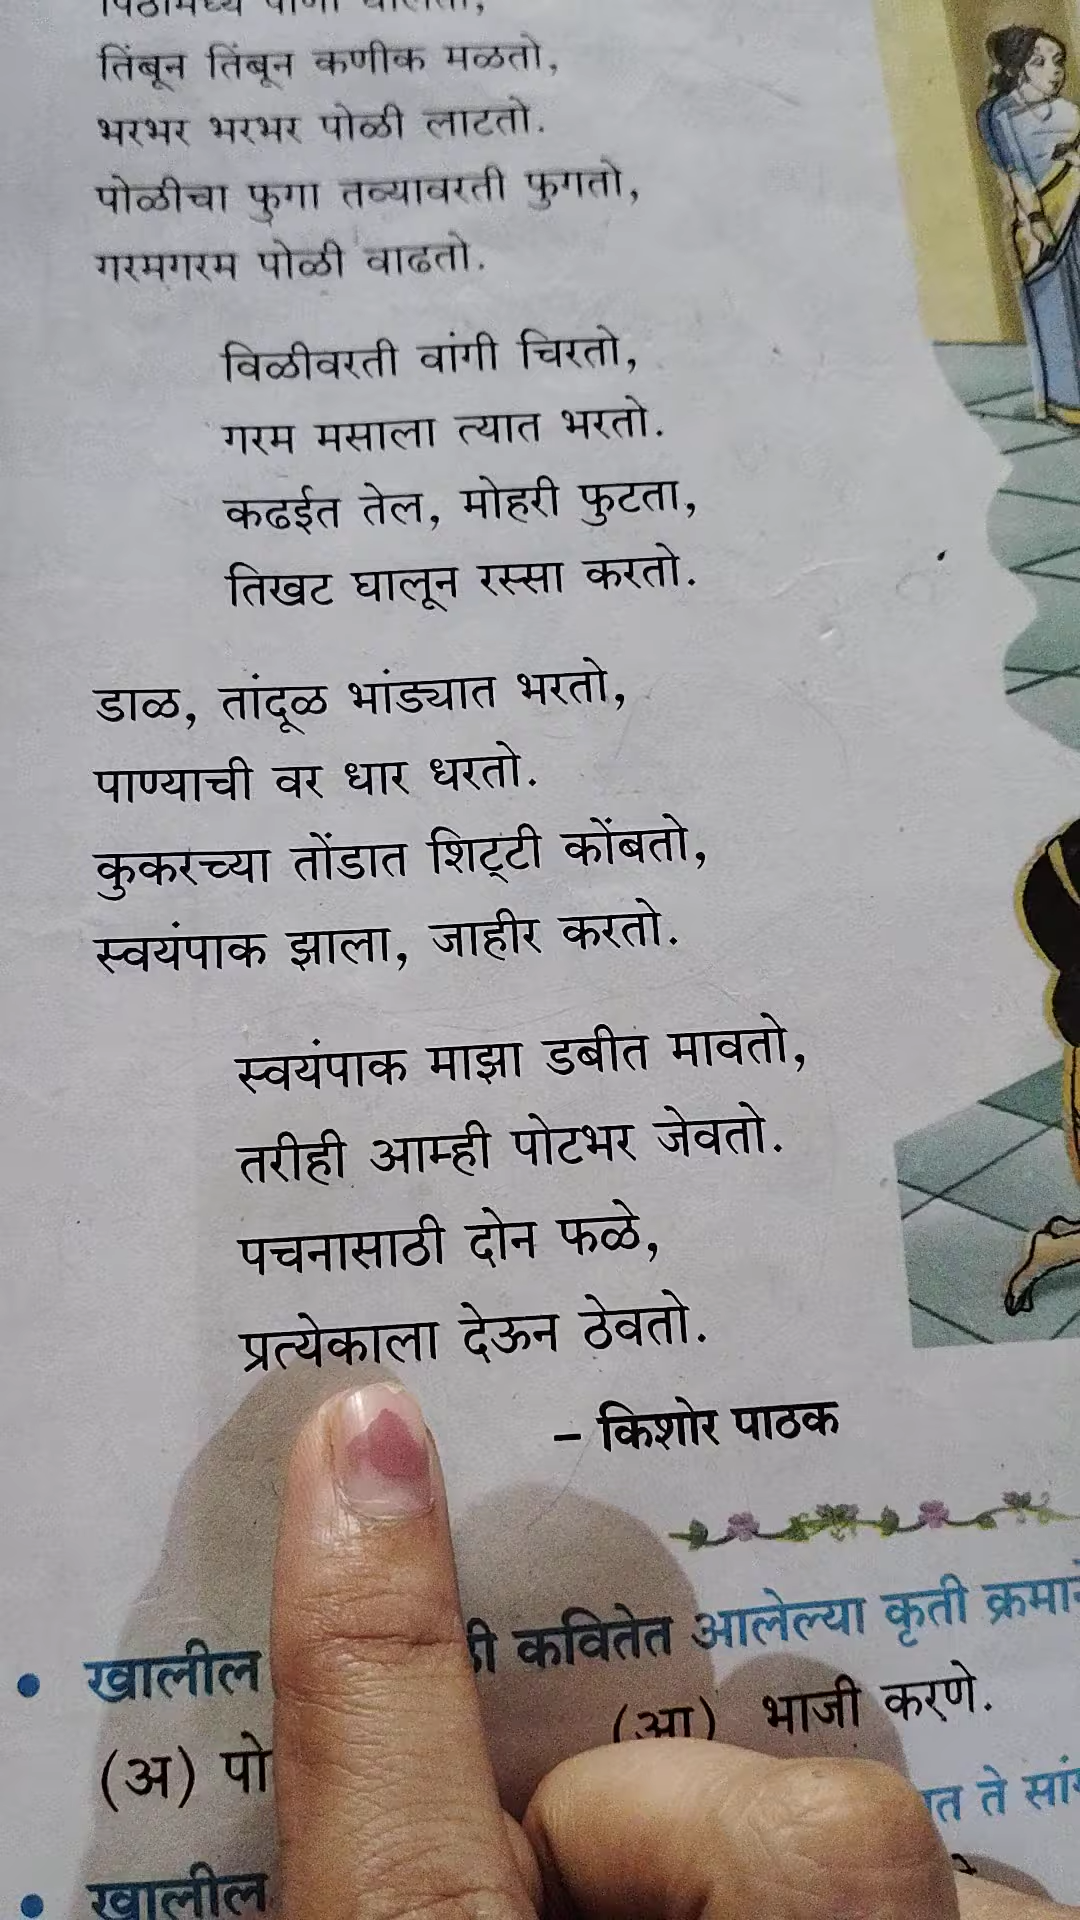 तिंबून तिंबून कणीक मळतो,
भरभर भरभर पोळी लाटतो.
पोळीचा फुगा तव्यावरती फुगतो,
गरमगरम पोळी वाढतो.
विळीवरती वांगी चिरतो,
गरम मसाला त्यात भरतो.
कढईत तेल, मोहरी फुटता,
तिखट घालून रस्सा करतो.
डाळ, तांदूळ भांड्यात भरतो,
पाण्याची वर धार धरतो.
कुकरच्या तोंडात शिट्‌टी कोंबतो,
स्वयंपाक झाला, जाहीर करतो.
स्वयंपाक माझा डबीत मावतो,
तरीही आम्ही पोटभर जेवतो.
पचनासाठी दोन फळे,
प्रत्येकाला देऊन ठेवतो.
– किशोर पाठक
• खालील कवितेत आलेल्या कृती
(अ) पो (आ) भाजी करणे.
ते
• खालील